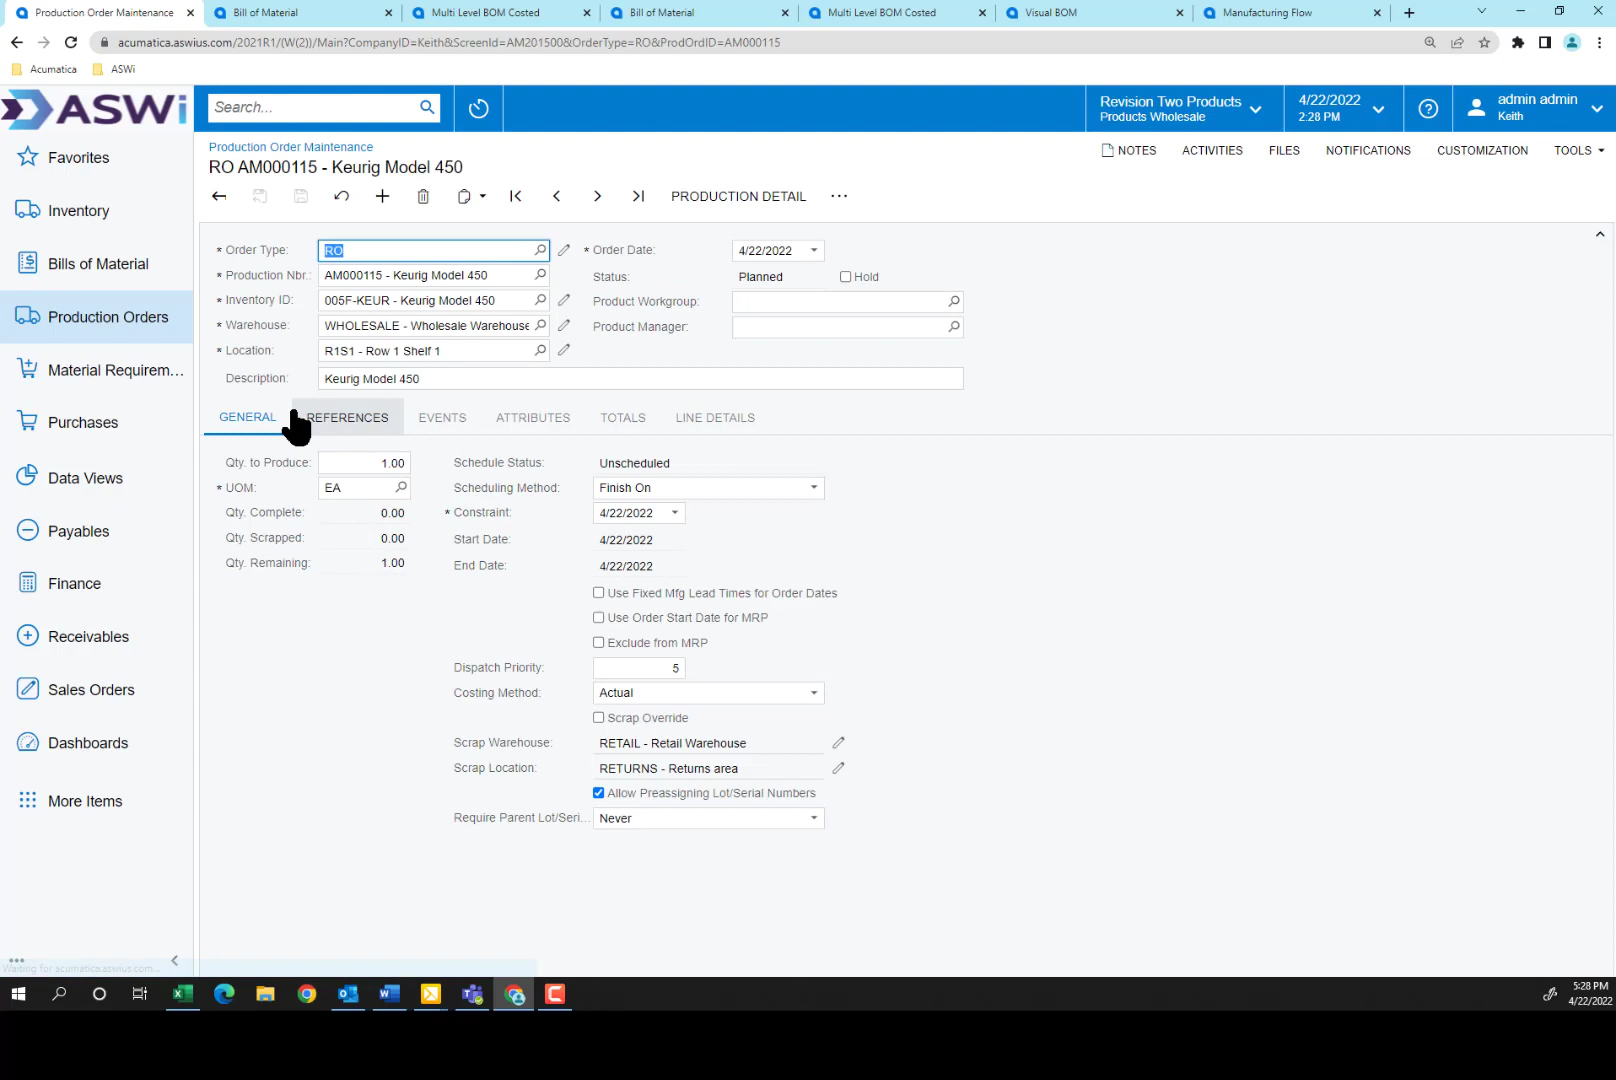 Production Order Maintenance
Bill of Material
Multi Level BOM Costed
Bill of Material
Multi Level BOM Costed
Visual BOM
Manufacturing Flow
acumatica.aswius.com/2021R1/(W(2))/Main?CompanyID=Keith&ScreenId=AM201500&OrderType=RO&ProdOrdID=AM000115
Acumatica
ASWi
ASWi
Search...
Revision Two Products
Products Wholesale
4/22/2022
2:28 PM
admin admin
Keith
Favorites
Inventory
Bills of Material
Production Orders
Material Requirem...
Purchases
Data Views
Payables
Finance
Receivables
Sales Orders
Dashboards
More Items
Waiting for acumatica.aswius.com...
Production Order Maintenance
RO AM000115 - Keurig Model 450
NOTES
ACTIVITIES
FILES
NOTIFICATIONS
CUSTOMIZATION
TOOLS
PRODUCTION DETAIL
* Order Type: RO
* Production Nbr.: AM000115 - Keurig Model 450
* Inventory ID: 005F-KEUR - Keurig Model 450
* Warehouse: WHOLESALE - Wholesale Warehouse
* Location: R1S1 - Row 1 Shelf 1
Description: Keurig Model 450
* Order Date: 4/22/2022
Status: Planned
Hold
Product Workgroup:
Product Manager:
GENERAL
REFERENCES
EVENTS
ATTRIBUTES
TOTALS
LINE DETAILS
Qty. to Produce: 1.00
* UOM: EA
Qty. Complete: 0.00
Qty. Scrapped: 0.00
Qty. Remaining: 1.00
Schedule Status: Unscheduled
Scheduling Method: Finish On
* Constraint: 4/22/2022
Start Date: 4/22/2022
End Date: 4/22/2022
Use Fixed Mfg Lead Times for Order Dates
Use Order Start Date for MRP
Exclude from MRP
Dispatch Priority: 5
Costing Method: Actual
Scrap Override
Scrap Warehouse: RETAIL - Retail Warehouse
Scrap Location: RETURNS - Returns area
Allow Preassigning Lot/Serial Numbers
Require Parent Lot/Seri... Never
5:28 PM
4/22/2022